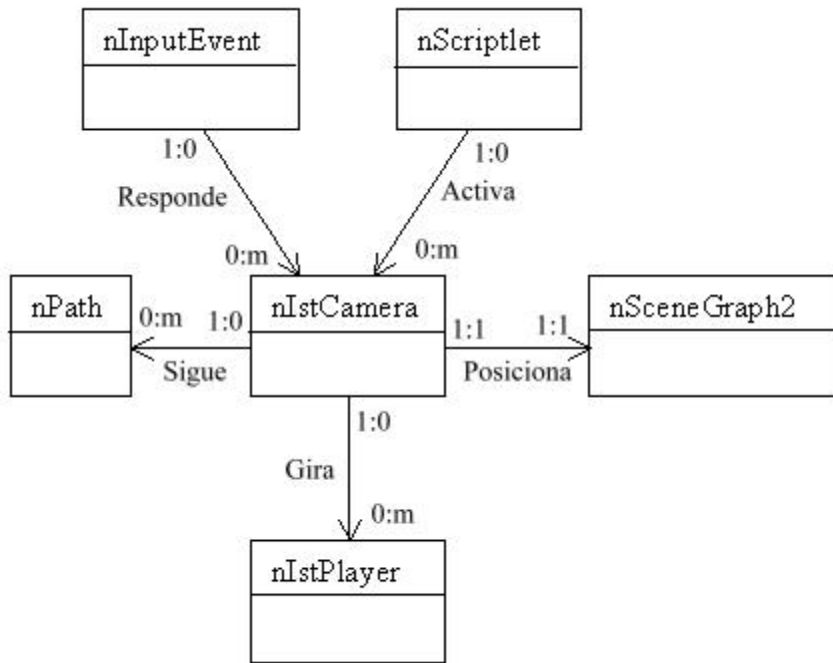 nInputEvent
nScriptlet
1:0
1:0
Responde
Activa
0:m
0:m
nPath
nIstCamera
nSceneGraph2
0:m
1:0
1:1
1:1
Sigue
Posiciona
1:0
Gira
0:m
nIstPlayer